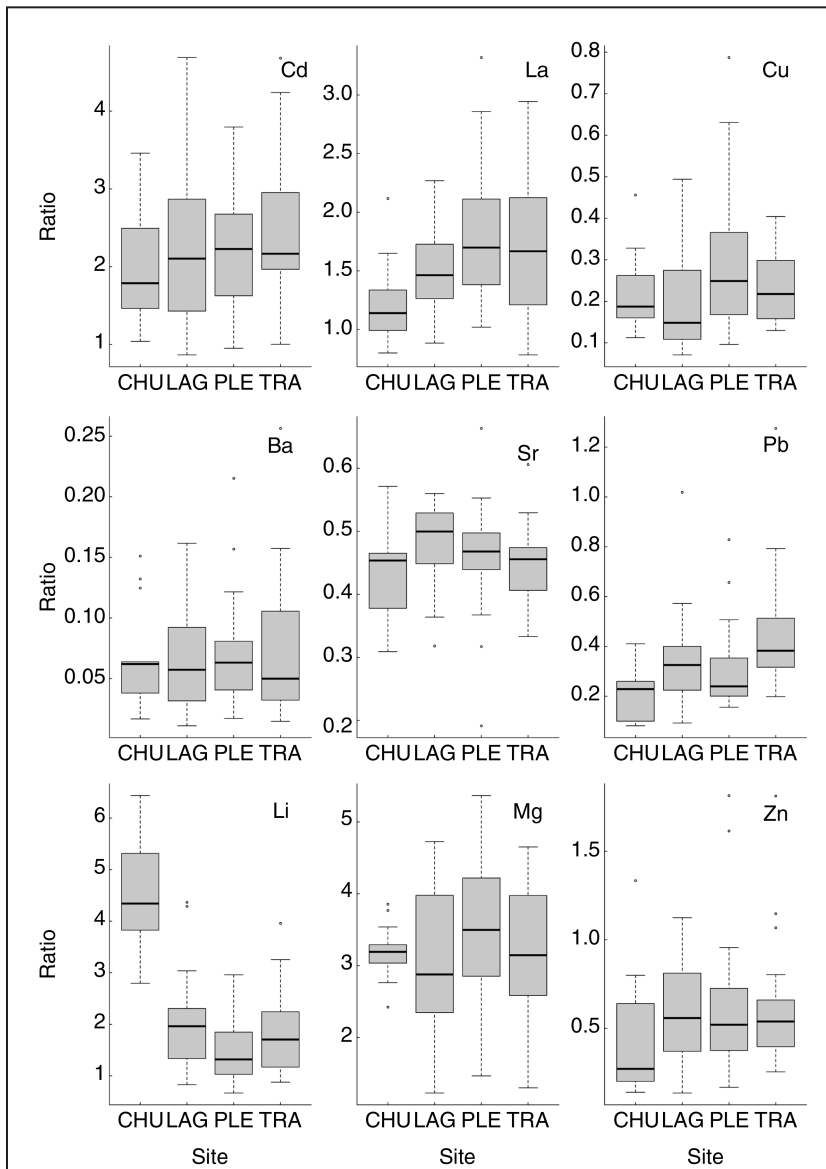 Cd
4
3
2
1
Ratio
CHU LAG PLE TRA
La
3.0
2.5
2.0
1.5
1.0
CHU LAG PLE TRA
Cu
0.8
0.7
0.6
0.5
0.4
0.3
0.2
0.1
CHU LAG PLE TRA
Ba
0.25
0.20
0.15
0.10
0.05
Ratio
CHU LAG PLE TRA
Sr
0.6
0.5
0.4
0.3
0.2
CHU LAG PLE TRA
Pb
1.2
1.0
0.8
0.6
0.4
0.2
CHU LAG PLE TRA
Li
6
5
4
3
2
1
Ratio
CHU LAG PLE TRA
Site
Mg
5
4
3
2
CHU LAG PLE TRA
Site
Zn
1.5
1.0
0.5
CHU LAG PLE TRA
Site